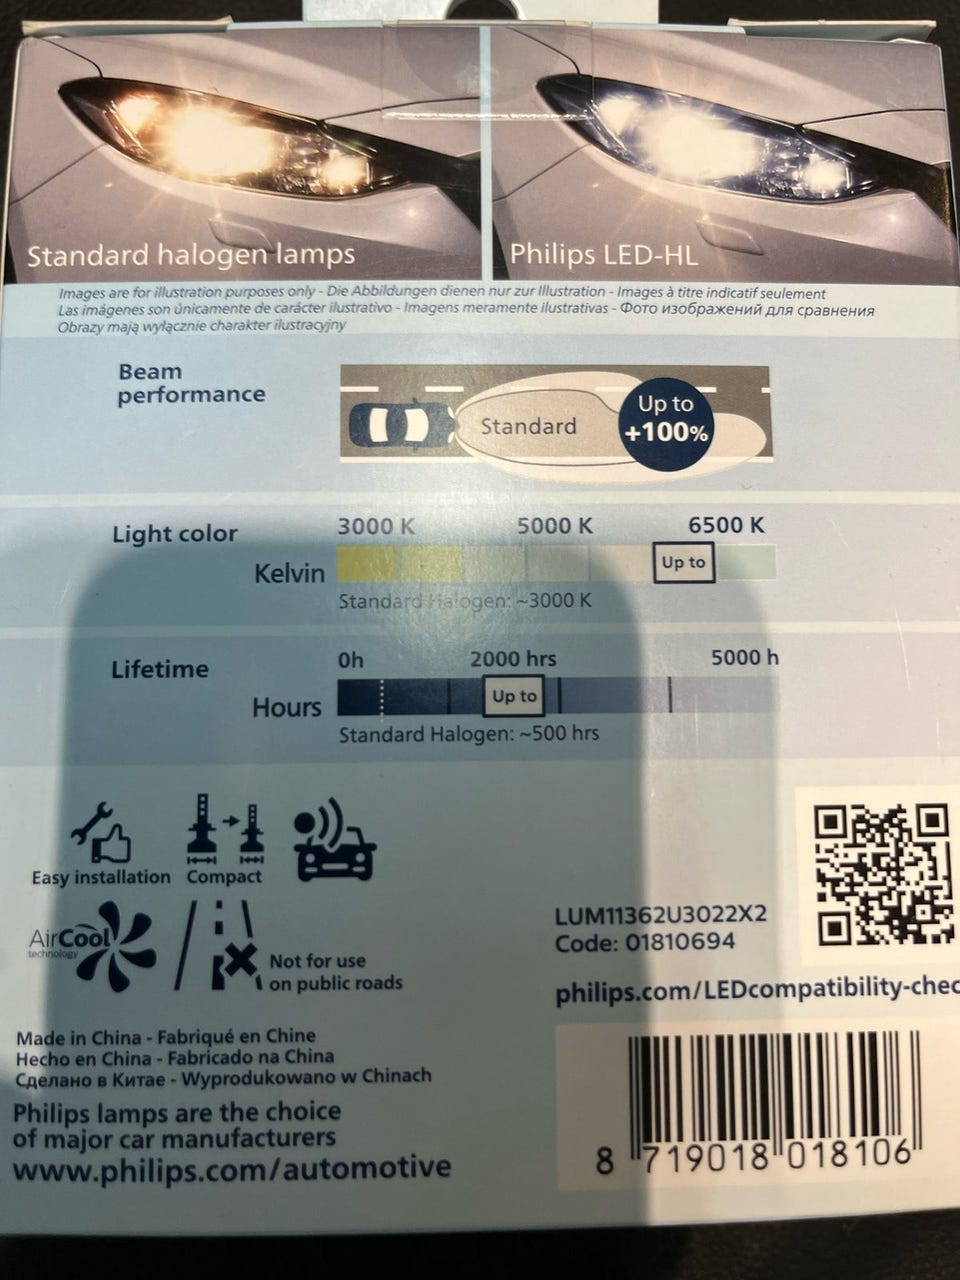 Standard halogen lamps
Philips LED-HL
Images are for illustration purposes only - Die Abbildungen dienen nur zur Illustration - Images à titre indicatif seulement
Las imágenes son únicamente de carácter ilustrativo - Imagens meramente ilustrativas - Фото изображений для сравнения
Obrazy mają wyłącznie charakter ilustracyjny
Beam
performance
Standard
Up to
+100%
Light color
3000 K
5000 K
6500 K
Kelvin
Up to
Standard Halogen: ~3000 K
Lifetime
0h
2000 hrs
5000 h
Hours
Up to
Standard Halogen: ~500 hrs
Easy installation
Compact
AirCool
technology
Not for use
on public roads
LUM11362U3022X2
Code: 01810694
philips.com/LEDcompatibility-chec
Made in China - Fabriqué en Chine
Hecho en China - Fabricado na China
Сделано в Китае - Wyprodukowano w Chinach
Philips lamps are the choice
of major car manufacturers
www.philips.com/automotive
8 719018 018106